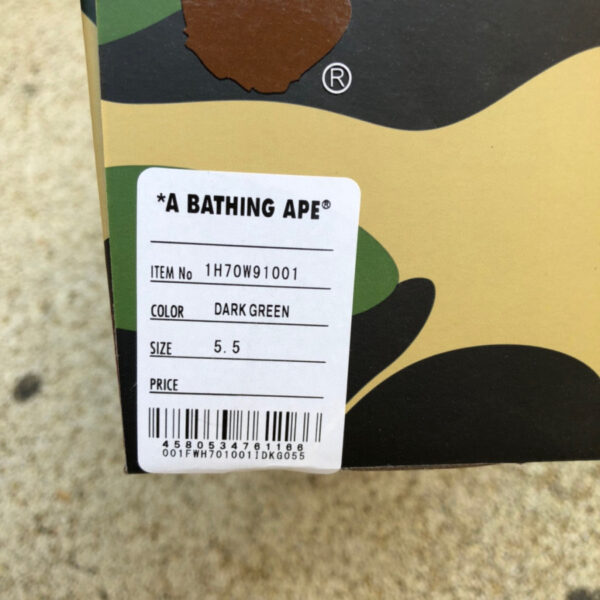 ®
*A BATHING APE®
ITEM No 1H70W91001
COLOR DARK GREEN
SIZE 5.5
PRICE
4580534761166
001FWH701001IDKG055